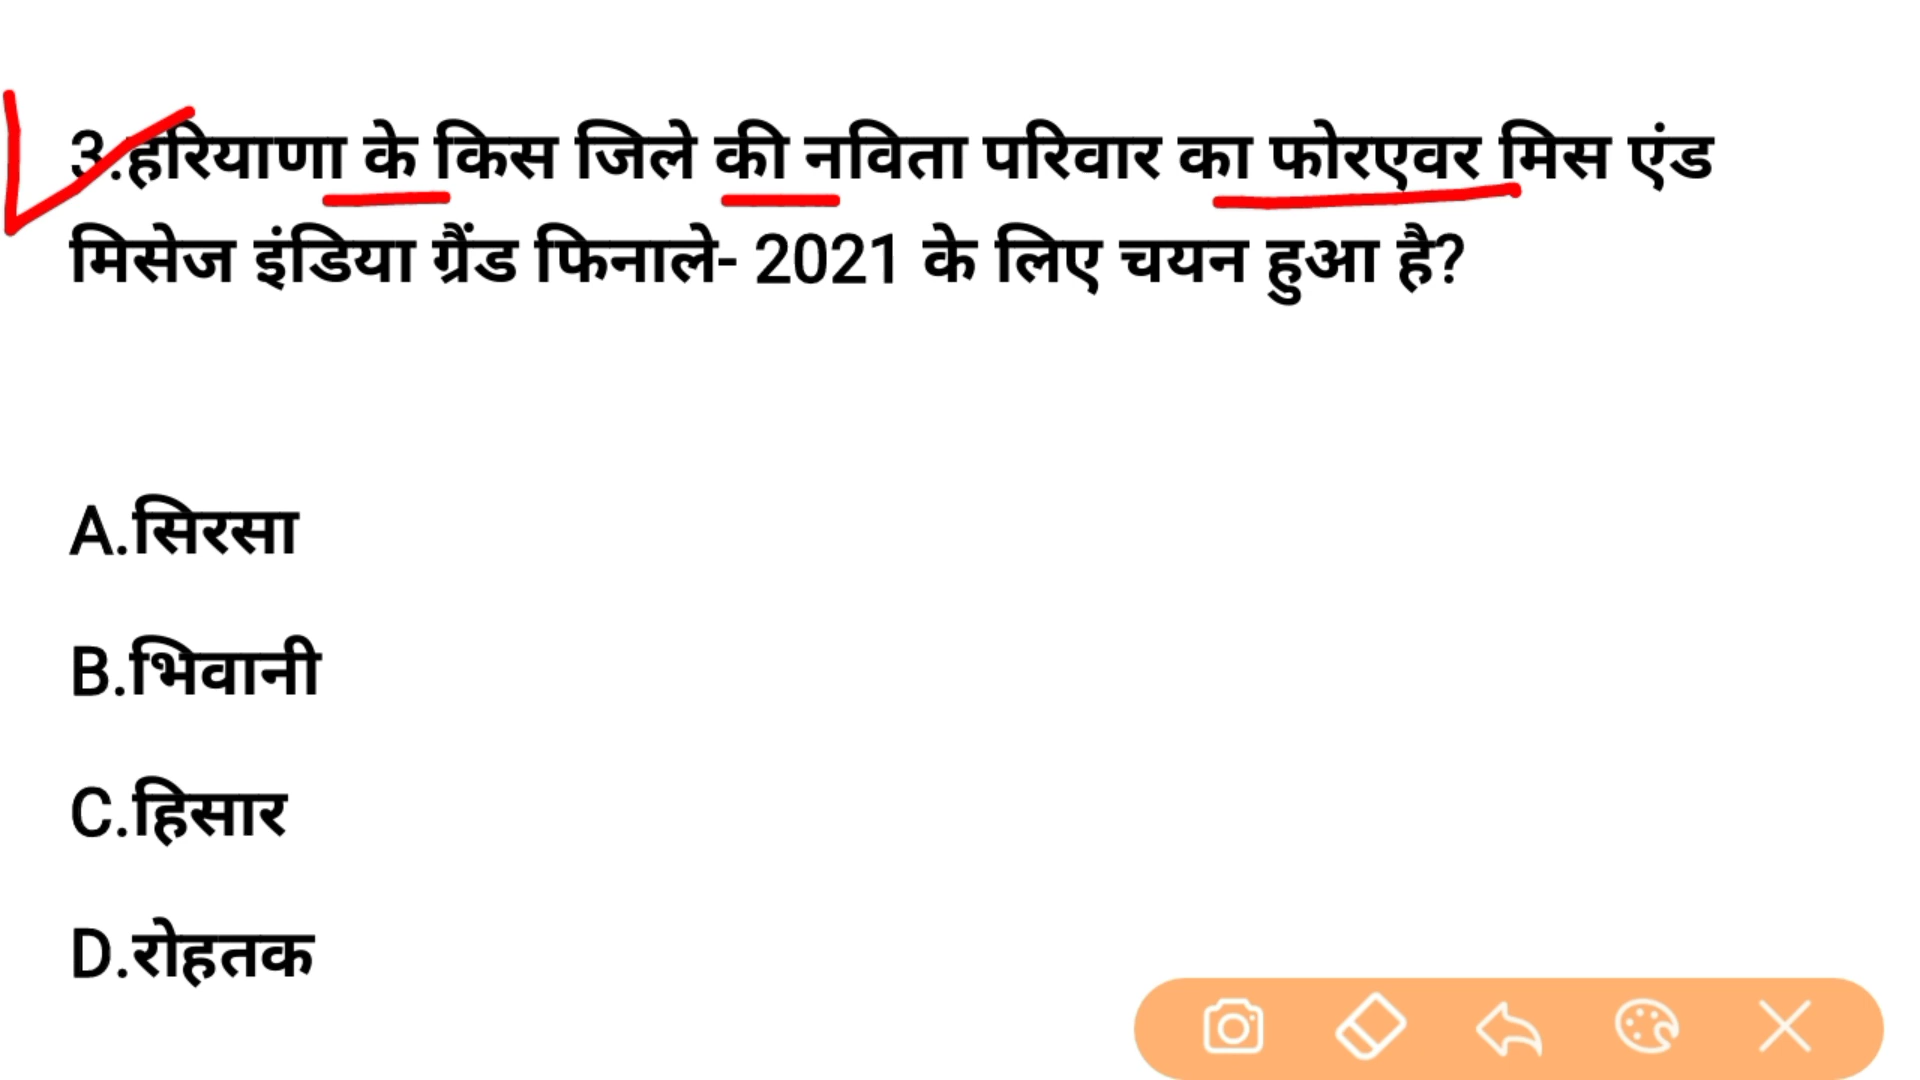 3.हरियाणा के किस जिले की नविता परिवार का फोरएवर मिस एंड
मिसेज इंडिया ग्रैंड फिनाले- 2021 के लिए चयन हुआ है?
A.सिरसा
B.भिवानी
C.हिसार
D.रोहतक